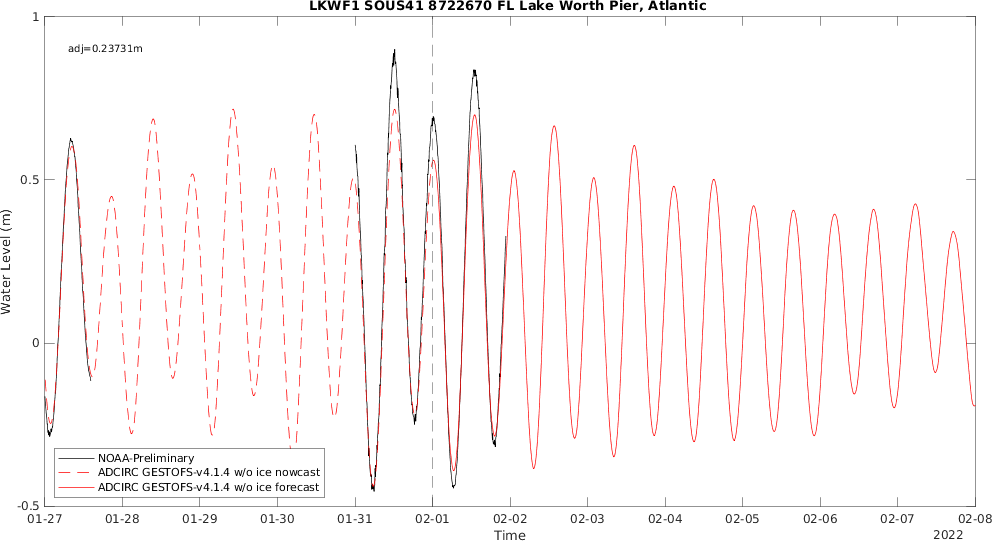 LKWF1 SOUS41 8722670 FL Lake Worth Pier, Atlantic
adj=0.23731m
1
0.5
0
-0.5
Water Level (m)
NOAA-Preliminary
ADCIRC GESTOFS-v4.1.4 w/o ice nowcast
ADCIRC GESTOFS-v4.1.4 w/o ice forecast
01-27 01-28 01-29 01-30 01-31 02-01 02-02 02-03 02-04 02-05 02-06 02-07 02-08
Time
2022